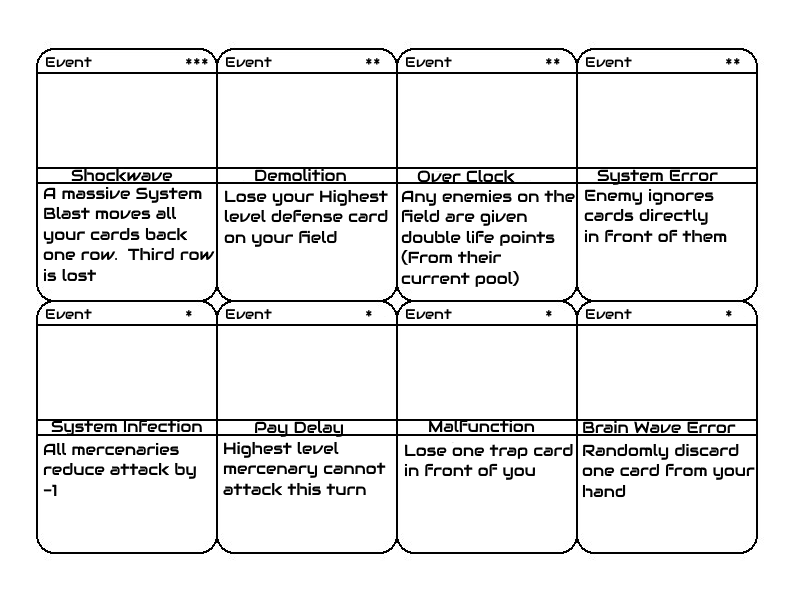 Event ***
Event **
Event **
Event **
Shockwave
Demolition
Over Clock
System Error
A massive System
Blast moves all
your cards back
one row. Third row
is lost
Lose your Highest
level defense card
on your field
Any enemies on the
field are given
double life points
(From their
current pool)
Enemy ignores
cards directly
in front of them
Event *
Event *
Event *
Event *
System Infection
Pay Delay
Malfunction
Brain Wave Error
All mercenaries
reduce attack by
-1
Highest level
mercenary cannot
attack this turn
Lose one trap card
in front of you
Randomly discard
one card from your
hand